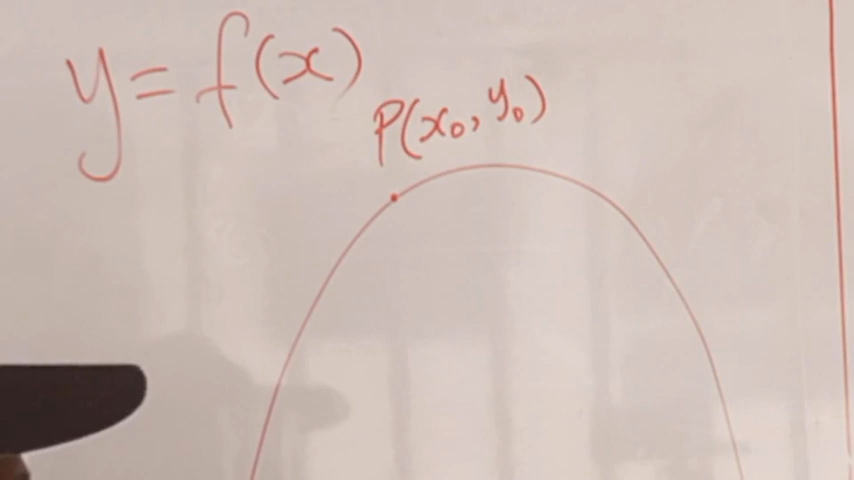 y = f(x)
P(x₀, y₀)